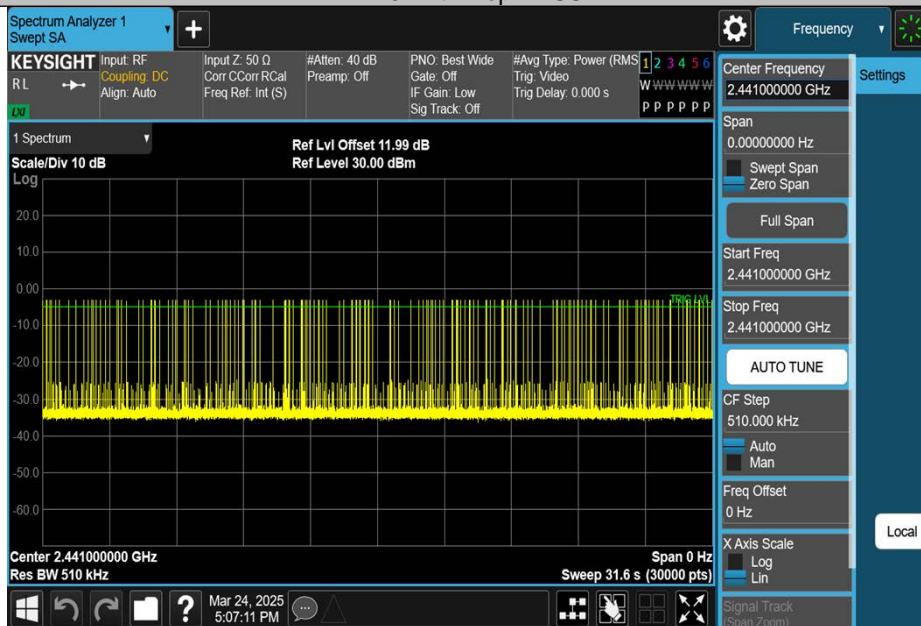 Spectrum Analyzer 1
Swept SA
+
Frequency
KEYSIGHT
R L
LXI
Input: RF
Coupling: DC
Align: Auto
Input Z: 50 Ω
Corr CCorr RCal
Freq Ref: Int (S)
#Atten: 40 dB
Preamp: Off
PNO: Best Wide
Gate: Off
IF Gain: Low
Sig Track: Off
#Avg Type: Power (RMS
Trig: Video
Trig Delay: 0.000 s
1 2 3 4 5 6
W W W W W W
P P P P P P
1 Spectrum
Scale/Div 10 dB
Log
Ref Lvl Offset 11.99 dB
Ref Level 30.00 dBm
20.0
10.0
0.00
TRIG LVL
-10.0
-20.0
-30.0
-40.0
-50.0
-60.0
Center 2.441000000 GHz
Res BW 510 kHz
Span 0 Hz
Sweep 31.6 s (30000 pts)
Mar 24, 2025
5:07:11 PM
?
Center Frequency
2.441000000 GHz
Span
0.00000000 Hz
Swept Span
Zero Span
Full Span
Start Freq
2.441000000 GHz
Stop Freq
2.441000000 GHz
AUTO TUNE
CF Step
510.000 kHz
Auto
Man
Freq Offset
0 Hz
X Axis Scale
Log
Lin
Signal Track
(Span Zoom)
Settings
Local